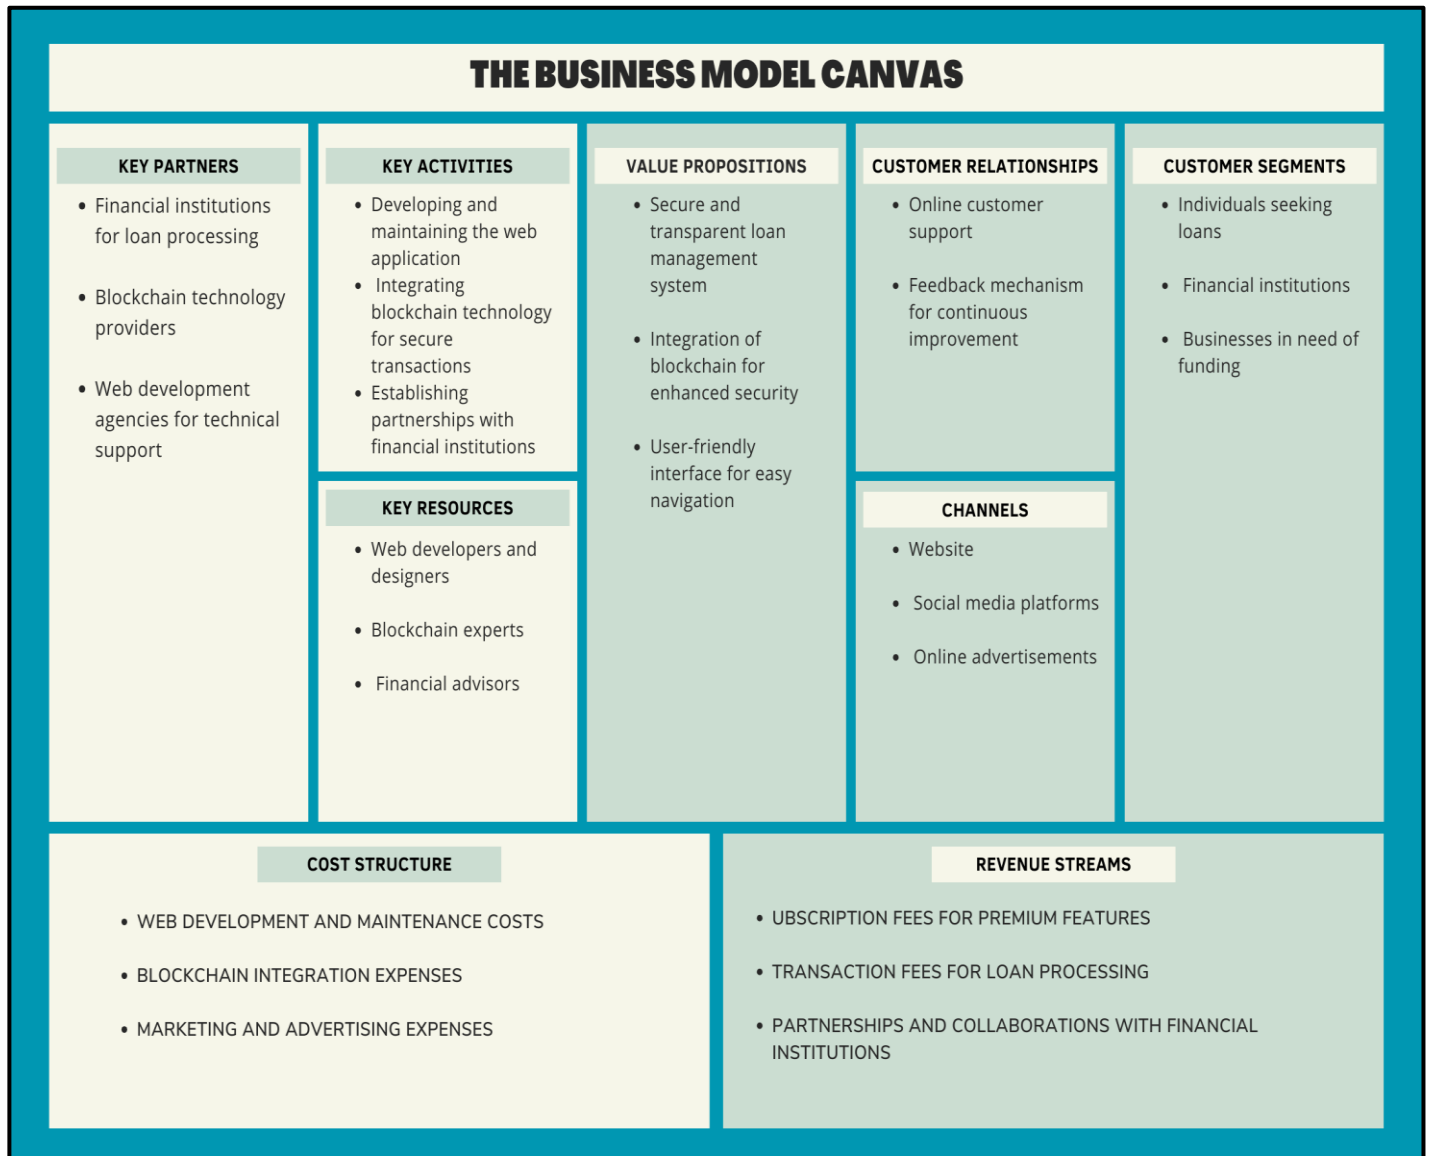 THE BUSINESS MODEL CANVAS
KEY PARTNERS
• Financial institutions
for loan processing
• Blockchain technology
providers
• Web development
agencies for technical
support
KEY ACTIVITIES
• Developing and
maintaining the web
application
• Integrating
blockchain technology
for secure
transactions
• Establishing
partnerships with
financial institutions
KEY RESOURCES
• Web developers and
designers
• Blockchain experts
• Financial advisors
VALUE PROPOSITIONS
• Secure and
transparent loan
management
system
• Integration of
blockchain for
enhanced security
• User-friendly
interface for easy
navigation
CUSTOMER RELATIONSHIPS
• Online customer
support
• Feedback mechanism
for continuous
improvement
CHANNELS
• Website
• Social media platforms
• Online advertisements
CUSTOMER SEGMENTS
• Individuals seeking
loans
• Financial institutions
• Businesses in need of
funding
COST STRUCTURE
• WEB DEVELOPMENT AND MAINTENANCE COSTS
• BLOCKCHAIN INTEGRATION EXPENSES
• MARKETING AND ADVERTISING EXPENSES
REVENUE STREAMS
• UBSCRIPTION FEES FOR PREMIUM FEATURES
• TRANSACTION FEES FOR LOAN PROCESSING
• PARTNERSHIPS AND COLLABORATIONS WITH FINANCIAL
INSTITUTIONS